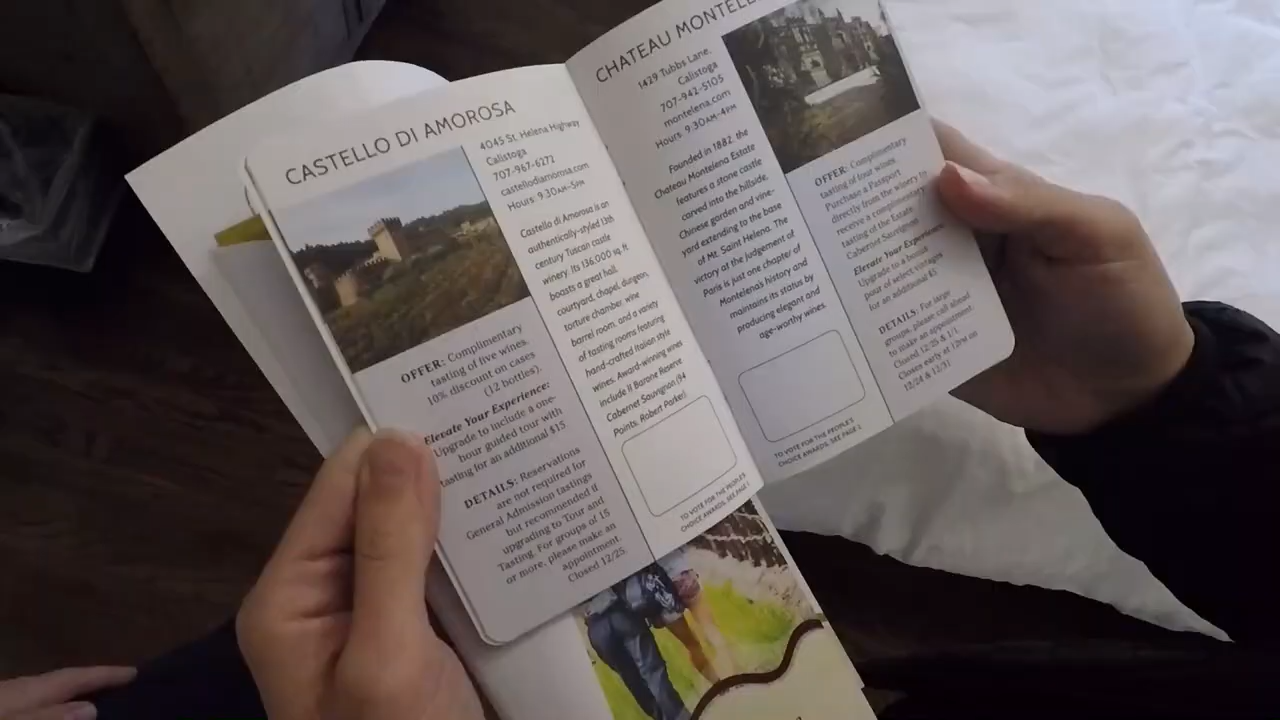 CASTELLO DI AMOROSA
4045 St. Helena Highway
Calistoga
707-967-6272
castellodiamorosa.com
Hours: 9:30AM–5PM
Castello di Amorosa is an
authentically-styled 13th
century Tuscan castle
winery. Its 136,000 sq. ft.
boasts a great hall,
courtyard, chapel, dungeon,
torture chamber, wine
barrel room, and a variety
of tasting rooms featuring
hand-crafted Italian style
wines. Award-winning wines
include Il Barone Reserve
Cabernet Sauvignon (94
Points: Robert Parker).
TO VOTE FOR THE PEOPLE'S
CHOICE AWARDS, SEE PAGE 1
OFFER: Complimentary
tasting of five wines.
10% discount on cases
(12 bottles).
Elevate Your Experience:
Upgrade to include a one-
hour guided tour with
tasting for an additional $15
DETAILS: Reservations
are not required for
General Admission tastings
but recommended if
upgrading to Tour and
Tasting. For groups of 15
or more, please make an
appointment.
Closed 12/25.
CHATEAU MONTELE
1429 Tubbs Lane,
Calistoga
707-942-5105
montelena.com
Hours: 9:30AM–4PM
Founded in 1882, the
Chateau Montelena Estate
features a stone castle
carved into the hillside,
Chinese garden and vine-
yard extending to the base
of Mt. Saint Helena. The
victory at the Judgement of
Paris is just one chapter of
Montelena's history and
maintains its status by
producing elegant and
age-worthy wines.
TO VOTE FOR THE PEOPLE'S
CHOICE AWARDS, SEE PAGE 1
OFFER: Complimentary
tasting of four wines.
Purchase a Passport
directly from the winery to
receive a complimentary
tasting of the Estate
Cabernet Sauvignon
Elevate Your Experience:
Upgrade to a bonus
pour of select vintages
for an additional $5
DETAILS: For large
groups, please call ahead
to make an appointment.
Closed 12/25 & 1/1.
Closes early at 12PM on
12/24 & 12/31